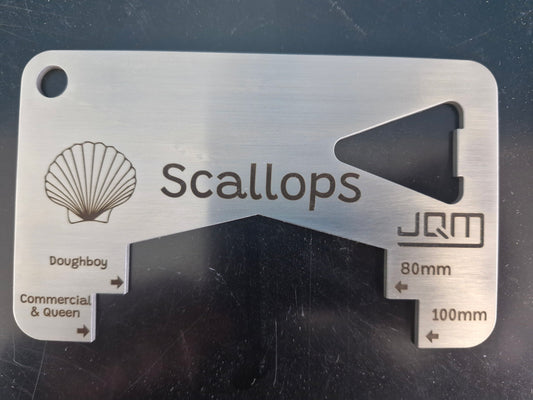 Scallops
JQM
Doughboy
80mm
Commercial
& Queen
100mm